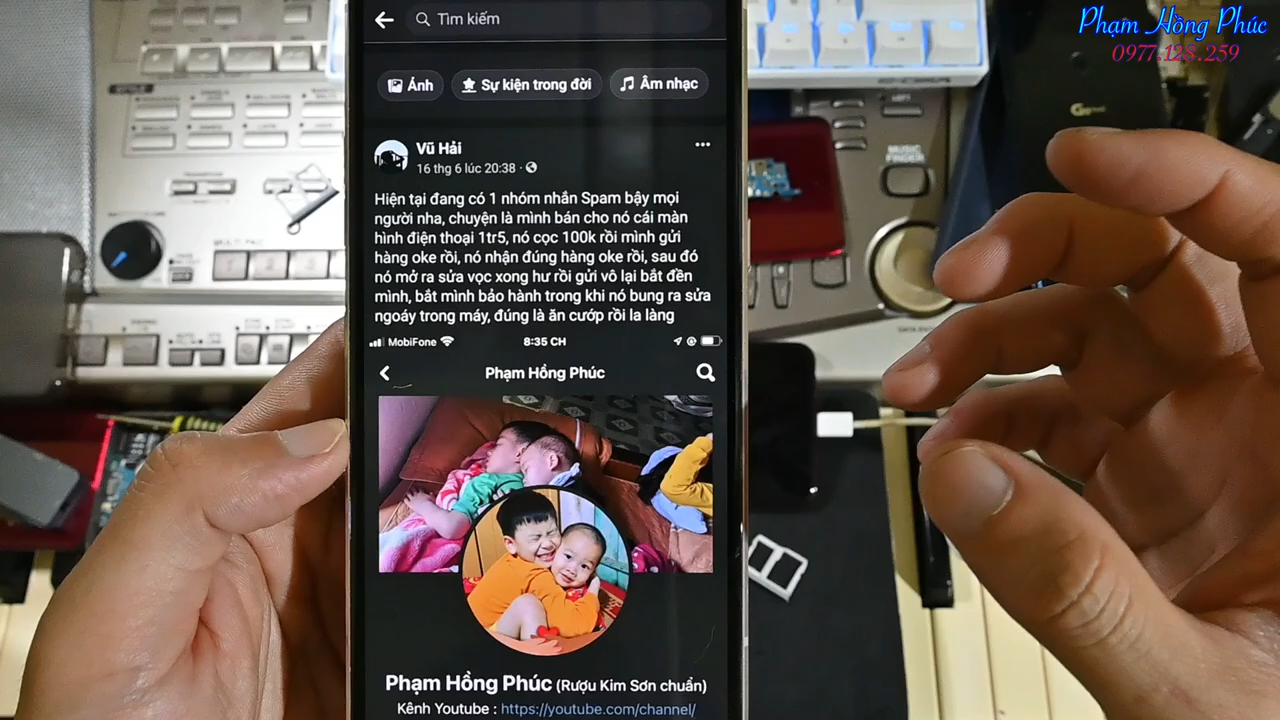 Phạm Hồng Phúc
0977.128.259
Tìm kiếm
Ảnh
Sự kiện trong đời
Âm nhạc
Vũ Hải
16 thg 6 lúc 20:38 ·
Hiện tại đang có 1 nhóm nhắn Spam bậy mọi
người nha, chuyện là mình bán cho nó cái màn
hình điện thoại 1tr5, nó cọc 100k rồi mình gửi
hàng oke rồi, nó nhận đúng hàng oke rồi, sau đó
nó mở ra sửa vọc xong hư rồi gửi vô lại bắt đền
mình, bắt mình bảo hành trong khi nó bung ra sửa
ngoáy trong máy, đúng là ăn cướp rồi la làng
MobiFone
8:35 CH
Phạm Hồng Phúc
Phạm Hồng Phúc (Rượu Kim Sơn chuẩn)
Kênh Youtube : https://youtube.com/channel/
MUSIC
FINDER